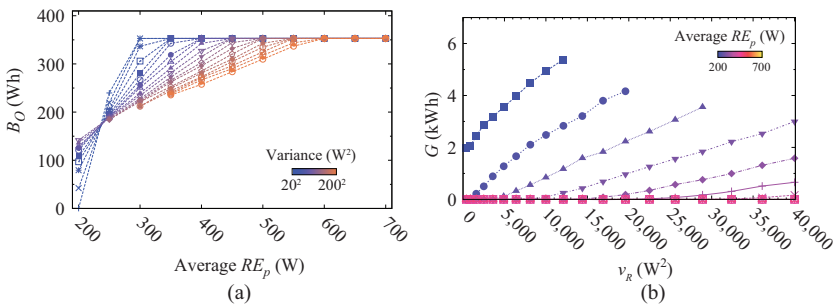 400
300
200
100
0
B_O (Wh)
Variance (W²)
20² 200²
200 300 400 500 600 700
Average RE_p (W)
(a)
6
4
2
0
G (kWh)
Average RE_p (W)
200 700
0 5,000 10,000 15,000 20,000 25,000 30,000 35,000 40,000
v_R (W²)
(b)